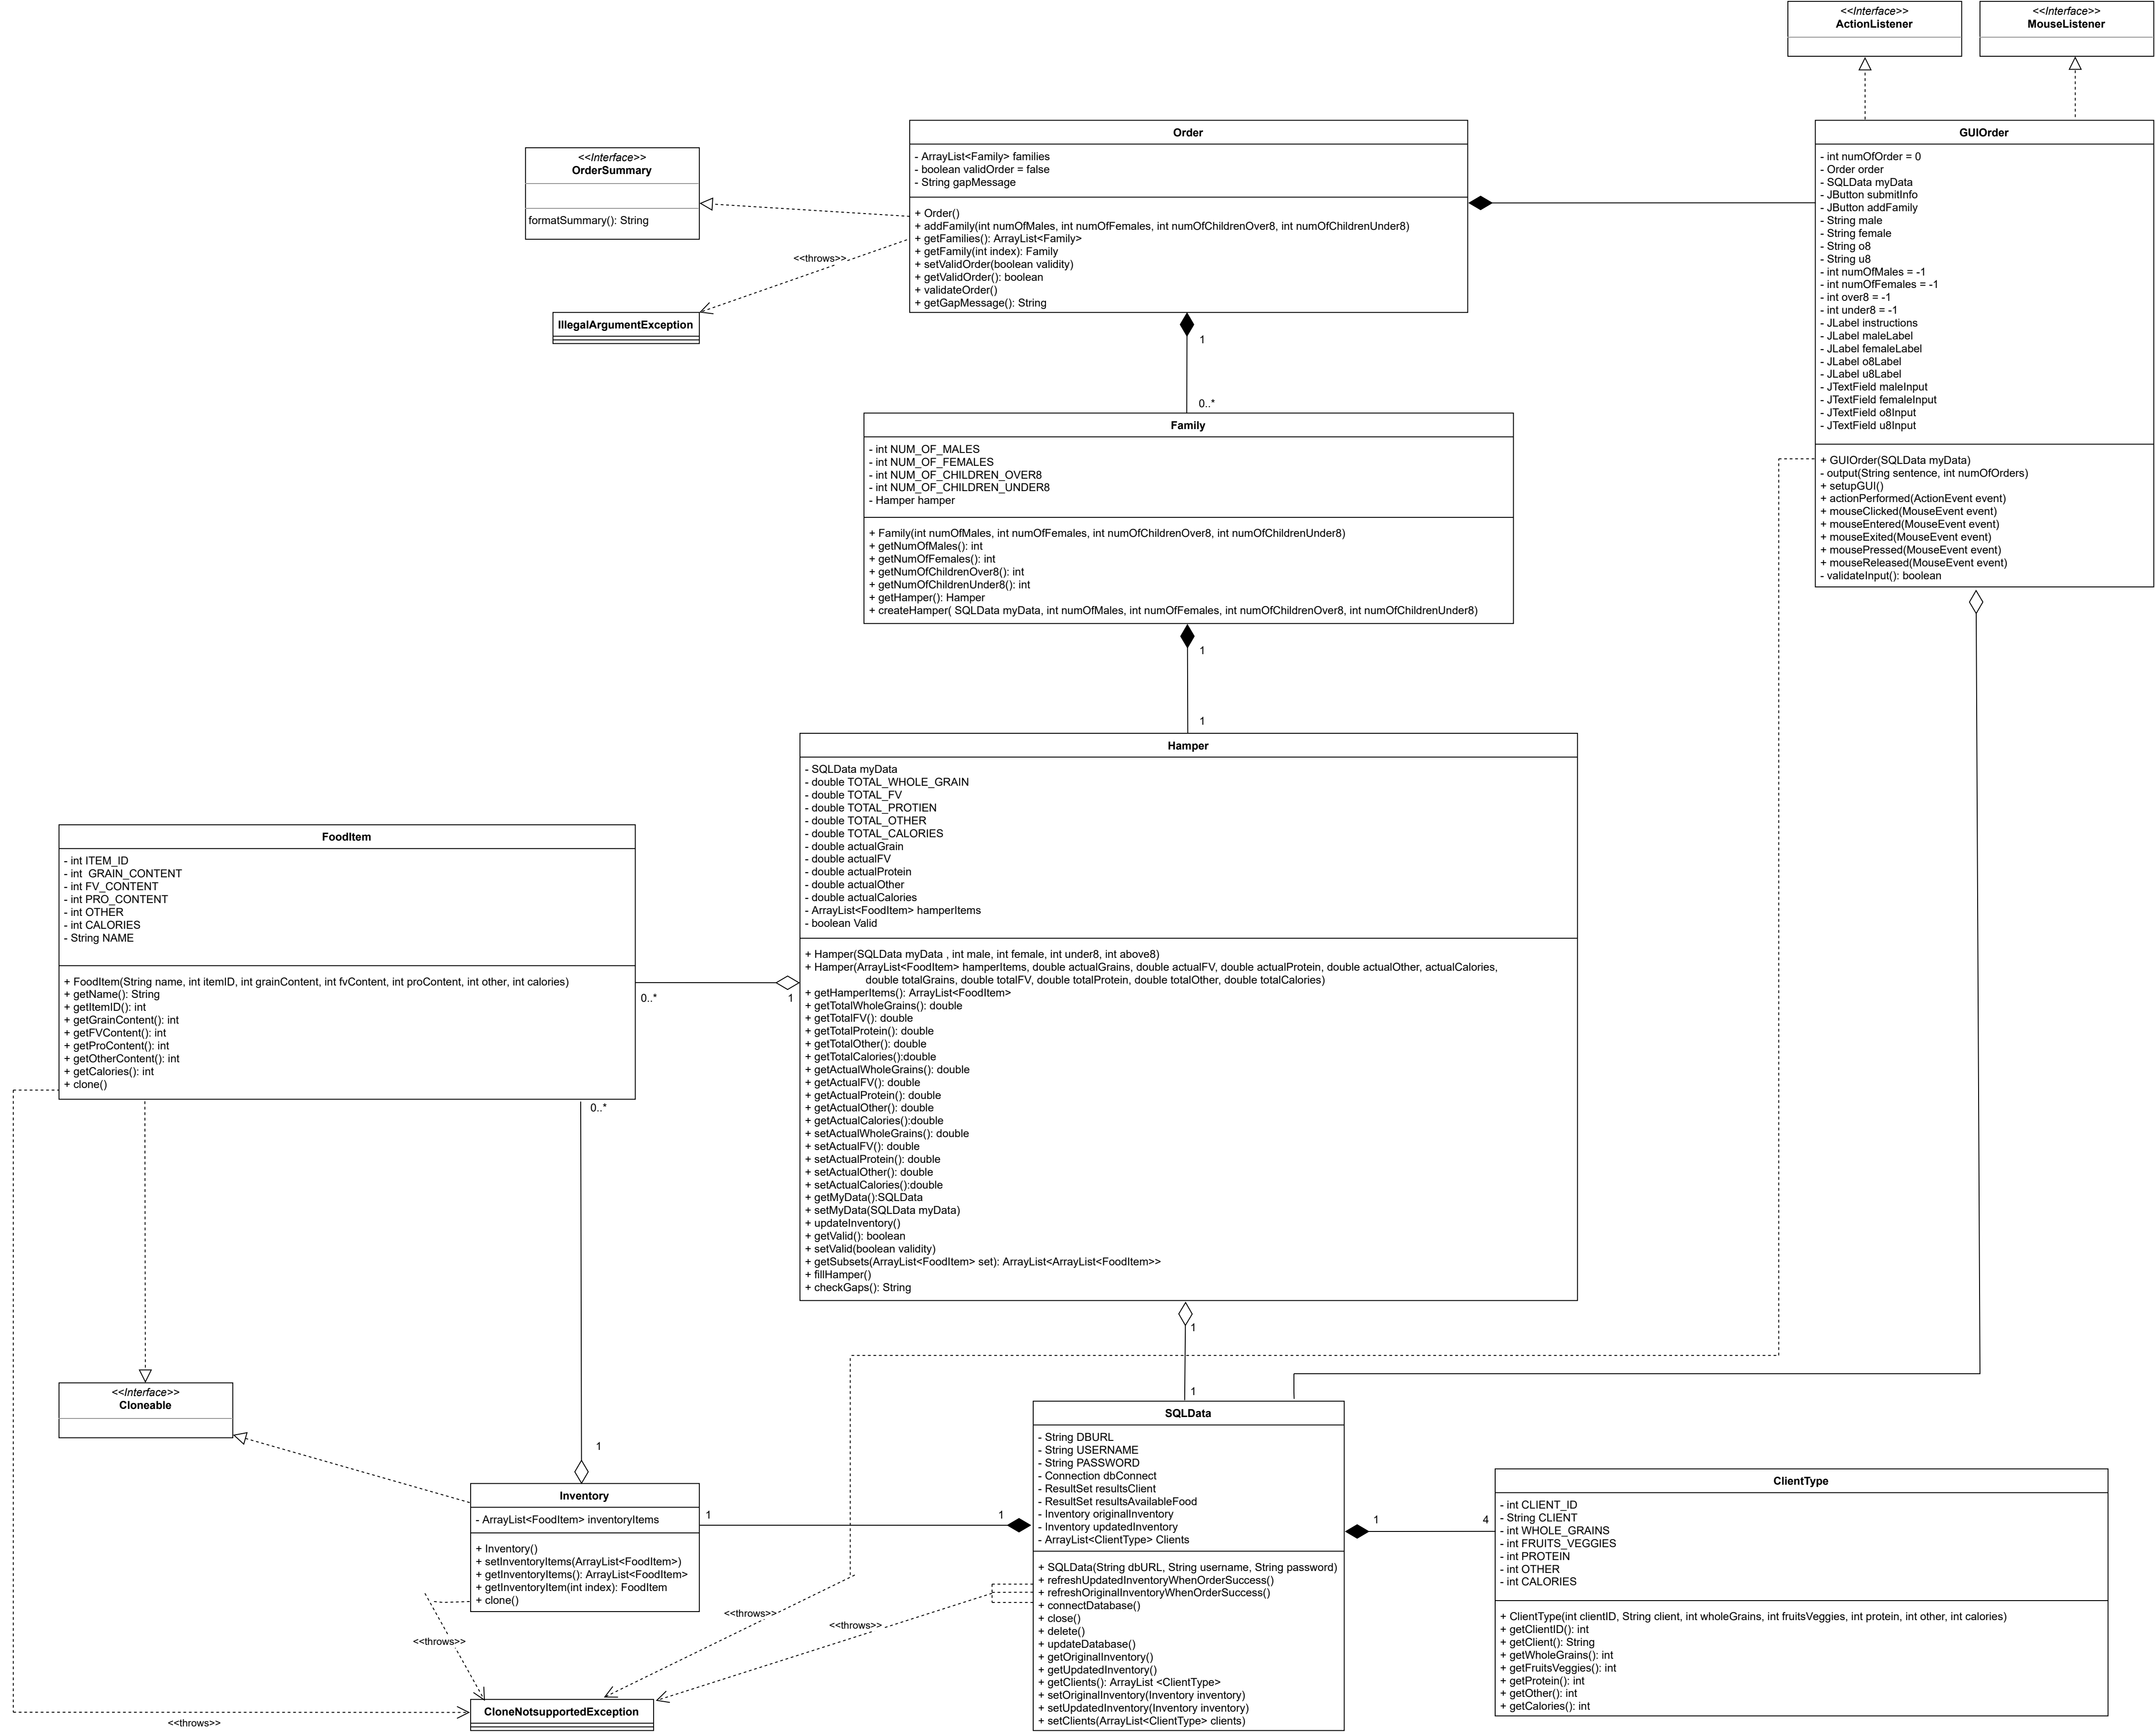 <<Interface>>
ActionListener
<<Interface>>
MouseListener
Order
- ArrayList<Family> families
- boolean validOrder = false
- String gapMessage
+ Order()
+ addFamily(int numOfMales, int numOfFemales, int numOfChildrenOver8, int numOfChildrenUnder8)
+ getFamilies(): ArrayList<Family>
+ getFamily(int index): Family
+ setValidOrder(boolean validity)
+ getValidOrder(): boolean
+ validateOrder()
+ getGapMessage(): String
GUIOrder
- int numOfOrder = 0
- Order order
- SQLData myData
- JButton submitInfo
- JButton addFamily
- String male
- String female
- String o8
- String u8
- int numOfMales = -1
- int numOfFemales = -1
- int over8 = -1
- int under8 = -1
- JLabel instructions
- JLabel maleLabel
- JLabel femaleLabel
- JLabel o8Label
- JLabel u8Label
- JTextField maleInput
- JTextField femaleInput
- JTextField o8Input
- JTextField u8Input
+ GUIOrder(SQLData myData)
- output(String sentence, int numOfOrders)
+ setupGUI()
+ actionPerformed(ActionEvent event)
+ mouseClicked(MouseEvent event)
+ mouseEntered(MouseEvent event)
+ mouseExited(MouseEvent event)
+ mousePressed(MouseEvent event)
+ mouseReleased(MouseEvent event)
- validateInput(): boolean
<<Interface>>
OrderSummary
formatSummary(): String
<<throws>>
IllegalArgumentException
1
0..*
Family
- int NUM_OF_MALES
- int NUM_OF_FEMALES
- int NUM_OF_CHILDREN_OVER8
- int NUM_OF_CHILDREN_UNDER8
- Hamper hamper
+ Family(int numOfMales, int numOfFemales, int numOfChildrenOver8, int numOfChildrenUnder8)
+ getNumOfMales(): int
+ getNumOfFemales(): int
+ getNumOfChildrenOver8(): int
+ getNumOfChildrenUnder8(): int
+ getHamper(): Hamper
+ createHamper( SQLData myData, int numOfMales, int numOfFemales, int numOfChildrenOver8, int numOfChildrenUnder8)
1
1
Hamper
- SQLData myData
- double TOTAL_WHOLE_GRAIN
- double TOTAL_FV
- double TOTAL_PROTIEN
- double TOTAL_OTHER
- double TOTAL_CALORIES
- double actualGrain
- double actualFV
- double actualProtein
- double actualOther
- double actualCalories
- ArrayList<FoodItem> hamperItems
- boolean Valid
+ Hamper(SQLData myData , int male, int female, int under8, int above8)
+ Hamper(ArrayList<FoodItem> hamperItems, double actualGrains, double actualFV, double actualProtein, double actualOther, actualCalories,
double totalGrains, double totalFV, double totalProtein, double totalOther, double totalCalories)
+ getHamperItems(): ArrayList<FoodItem>
+ getTotalWholeGrains(): double
+ getTotalFV(): double
+ getTotalProtein(): double
+ getTotalOther(): double
+ getTotalCalories():double
+ getActualWholeGrains(): double
+ getActualFV(): double
+ getActualProtein(): double
+ getActualOther(): double
+ getActualCalories():double
+ setActualWholeGrains(): double
+ setActualFV(): double
+ setActualProtein(): double
+ setActualOther(): double
+ setActualCalories():double
+ getMyData():SQLData
+ setMyData(SQLData myData)
+ updateInventory()
+ getValid(): boolean
+ setValid(boolean validity)
+ getSubsets(ArrayList<FoodItem> set): ArrayList<ArrayList<FoodItem>>
+ fillHamper()
+ checkGaps(): String
FoodItem
- int ITEM_ID
- int  GRAIN_CONTENT
- int FV_CONTENT
- int PRO_CONTENT
- int OTHER
- int CALORIES
- String NAME
+ FoodItem(String name, int itemID, int grainContent, int fvContent, int proContent, int other, int calories)
+ getName(): String
+ getItemID(): int
+ getGrainContent(): int
+ getFVContent(): int
+ getProContent(): int
+ getOtherContent(): int
+ getCalories(): int
+ clone()
0..*
1
0..*
1
1
1
<<Interface>>
Cloneable
Inventory
- ArrayList<FoodItem> inventoryItems
+ Inventory()
+ setInventoryItems(ArrayList<FoodItem>)
+ getInventoryItems(): ArrayList<FoodItem>
+ getInventoryItem(int index): FoodItem
+ clone()
1
1
SQLData
- String DBURL
- String USERNAME
- String PASSWORD
- Connection dbConnect
- ResultSet resultsClient
- ResultSet resultsAvailableFood
- Inventory originalInventory
- Inventory updatedInventory
- ArrayList<ClientType> Clients
+ SQLData(String dbURL, String username, String password)
+ refreshUpdatedInventoryWhenOrderSuccess()
+ refreshOriginalInventoryWhenOrderSuccess()
+ connectDatabase()
+ close()
+ delete()
+ updateDatabase()
+ getOriginalInventory()
+ getUpdatedInventory()
+ getClients(): ArrayList <ClientType>
+ setOriginalInventory(Inventory inventory)
+ setUpdatedInventory(Inventory inventory)
+ setClients(ArrayList<ClientType> clients)
1
4
ClientType
- int CLIENT_ID
- String CLIENT
- int WHOLE_GRAINS
- int FRUITS_VEGGIES
- int PROTEIN
- int OTHER
- int CALORIES
+ ClientType(int clientID, String client, int wholeGrains, int fruitsVeggies, int protein, int other, int calories)
+ getClientID(): int
+ getClient(): String
+ getWholeGrains(): int
+ getFruitsVeggies(): int
+ getProtein(): int
+ getOther(): int
+ getCalories(): int
<<throws>>
<<throws>>
<<throws>>
CloneNotsupportedException
<<throws>>